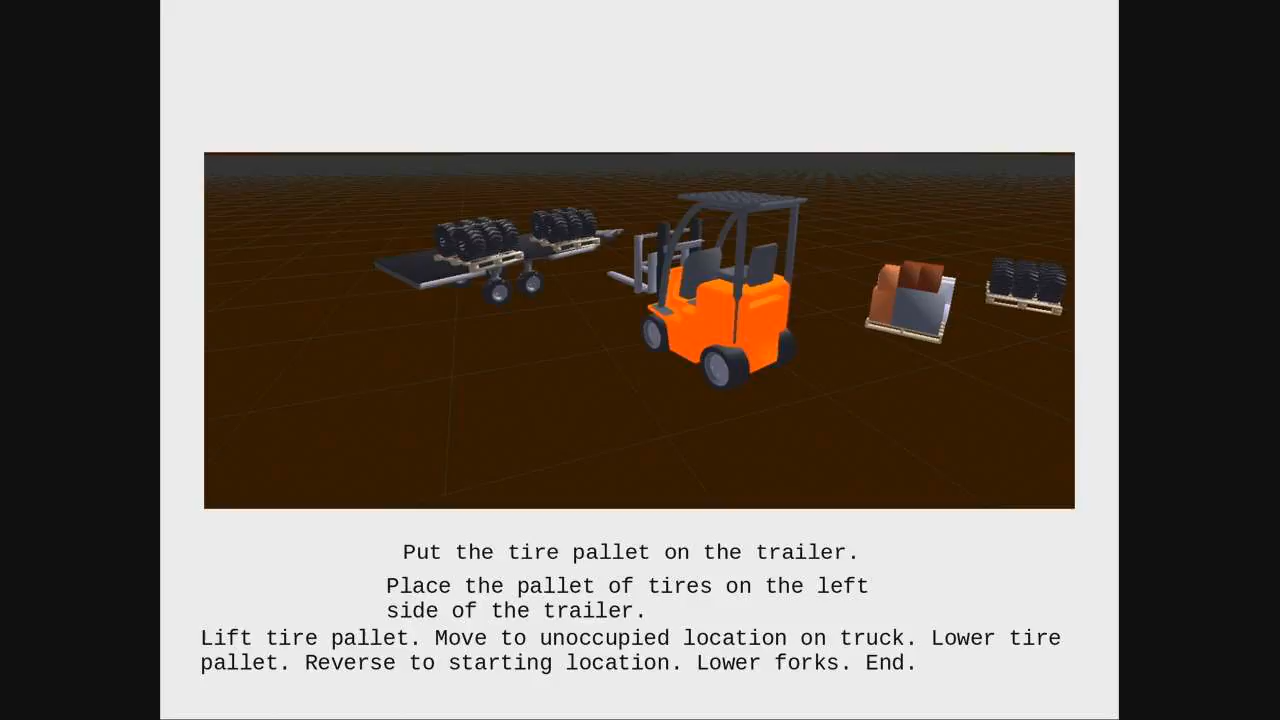 Put the tire pallet on the trailer.
Place the pallet of tires on the left
side of the trailer.
Lift tire pallet. Move to unoccupied location on truck. Lower tire
pallet. Reverse to starting location. Lower forks. End.